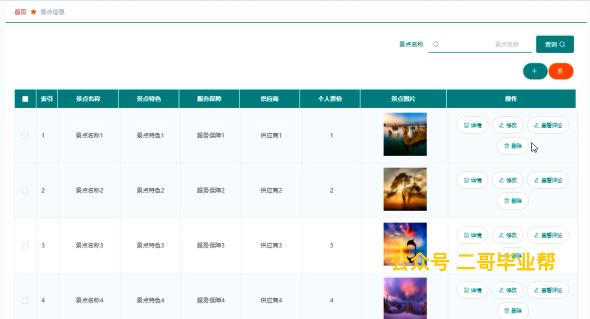 首页 景点信息
景点名称 景点名称 查询
+
索引 景点名称 景点特色 服务保障 供应商 个人票价 景点图片 操作
1 景点名称1 景点特色1 服务保障1 供应商1 1 详情 修改 查看评论
删除
2 景点名称2 景点特色2 服务保障2 供应商2 2 详情 修改 查看评论
删除
3 景点名称3 景点特色3 服务保障3 供应商3 3 详情 修改 查看评论
删除
公众号 二哥毕业帮
4 景点名称4 景点特色4 服务保障4 供应商4 4 详情 修改 查看评论
删除